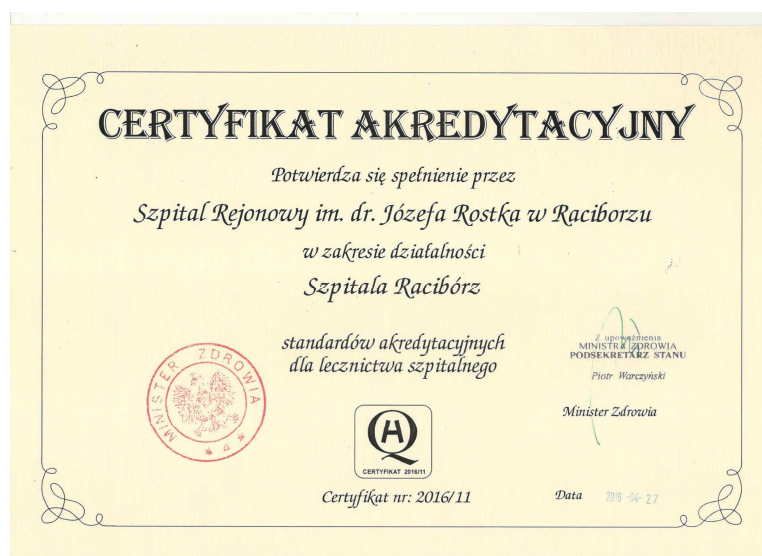 CERTYFIKAT AKREDYTACYJNY
Potwierdza się spełnienie przez
Szpital Rejonowy im. dr. Józefa Rostka w Raciborzu
w zakresie działalności
Szpitala Racibórz
standardów akredytacyjnych
dla lecznictwa szpitalnego
Z upoważnienia
MINISTRA ZDROWIA
PODSEKRETARZ STANU
Piotr Warczyński
Minister Zdrowia
MINISTER ZDROWIA
* 4 *
HQ
CERTYFIKAT 2016/11
Certyfikat nr: 2016/11
Data 2016 -04- 27